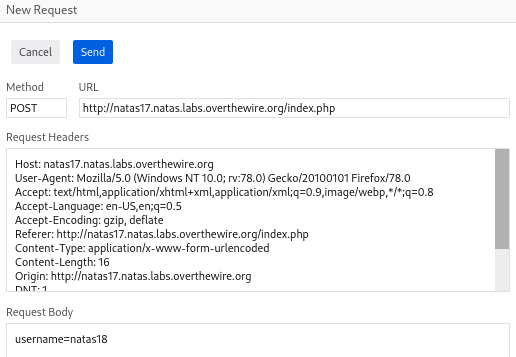 New Request
Cancel Send
Method URL
POST http://natas17.natas.labs.overthewire.org/index.php
Request Headers
Host: natas17.natas.labs.overthewire.org
User-Agent: Mozilla/5.0 (Windows NT 10.0; rv:78.0) Gecko/20100101 Firefox/78.0
Accept: text/html,application/xhtml+xml,application/xml;q=0.9,image/webp,*/*;q=0.8
Accept-Language: en-US,en;q=0.5
Accept-Encoding: gzip, deflate
Referer: http://natas17.natas.labs.overthewire.org/index.php
Content-Type: application/x-www-form-urlencoded
Content-Length: 16
Origin: http://natas17.natas.labs.overthewire.org
DNT: 1
Request Body
username=natas18